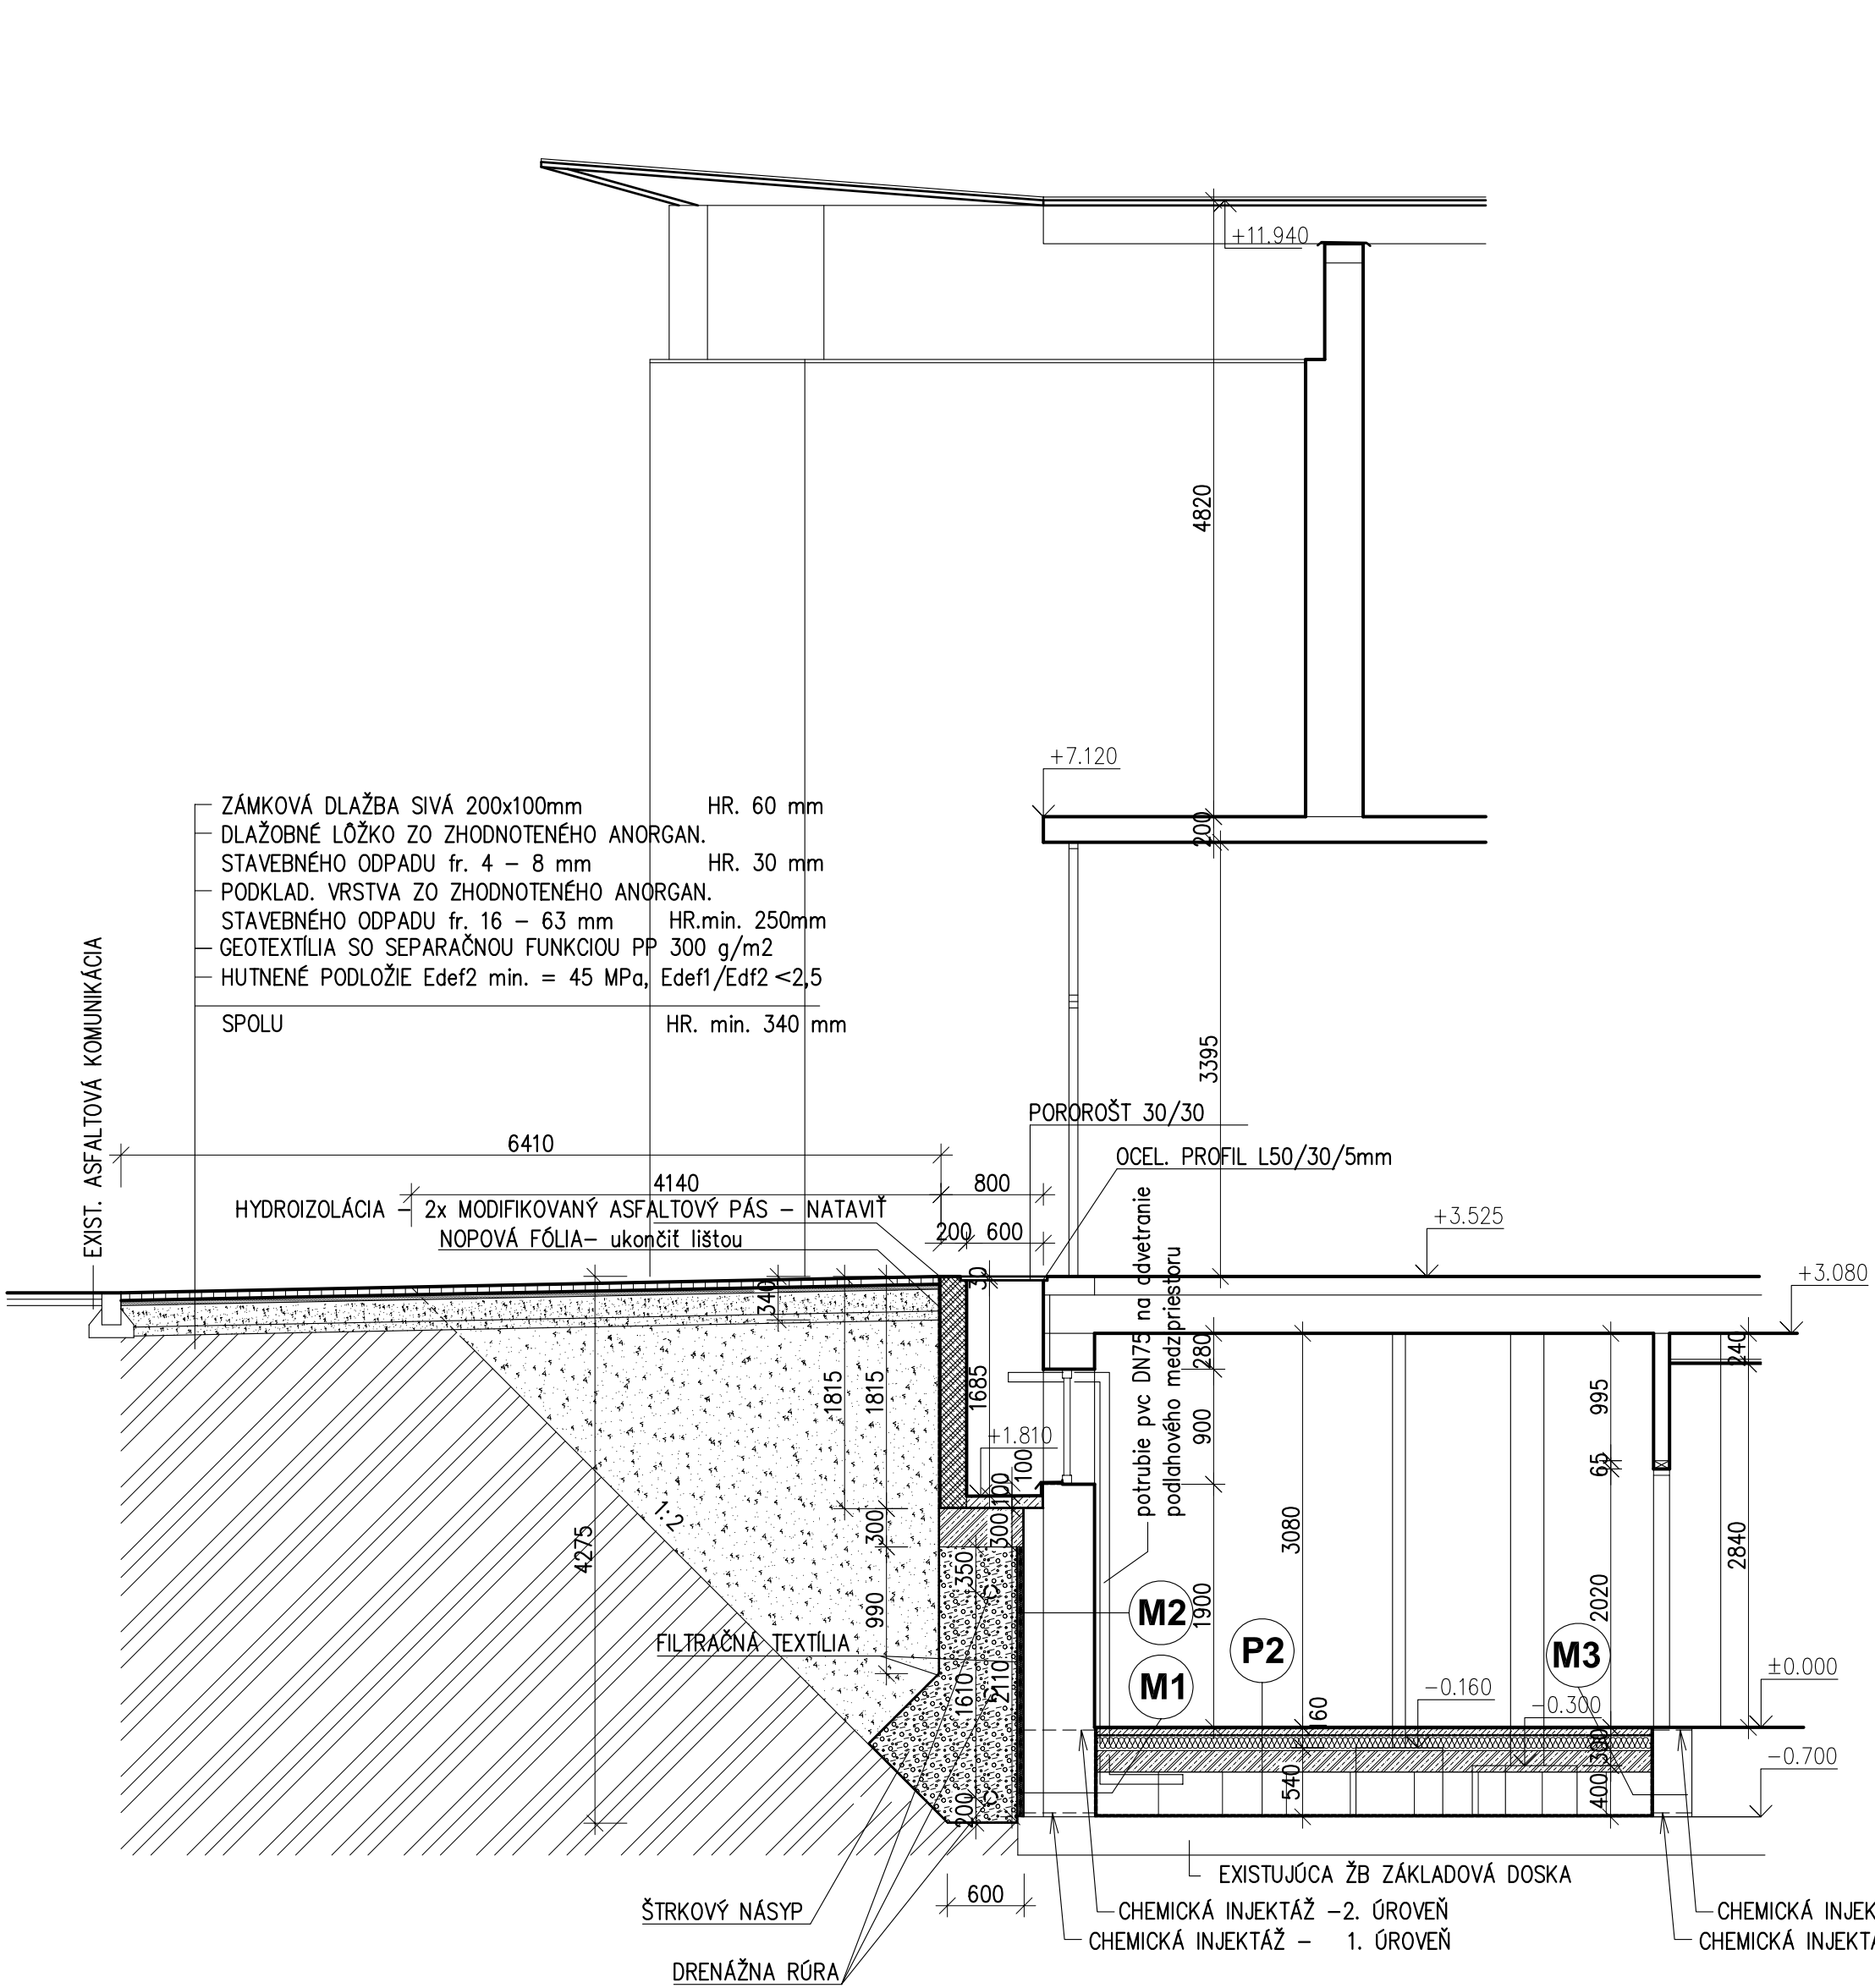 +11.940
4820
+7.120
200
ZÁMKOVÁ DLAŽBA SIVÁ 200x100mm HR. 60 mm
DLAŽOBNÉ LÔŽKO ZO ZHODNOTENÉHO ANORGAN.
STAVEBNÉHO ODPADU fr. 4 – 8 mm HR. 30 mm
PODKLAD. VRSTVA ZO ZHODNOTENÉHO ANORGAN.
STAVEBNÉHO ODPADU fr. 16 – 63 mm HR.min. 250mm
GEOTEXTÍLIA SO SEPARAČNOU FUNKCIOU PP 300 g/m2
HUTNENÉ PODLOŽIE Edef2 min. = 45 MPa, Edef1/Edf2 <2,5
SPOLU HR. min. 340 mm
EXIST. ASFALTOVÁ KOMUNIKÁCIA
3395
POROROŠT 30/30
OCEL. PROFIL L50/30/5mm
6410
4140
800
HYDROIZOLÁCIA – 2x MODIFIKOVANÝ ASFALTOVÝ PÁS – NATAVIŤ
200
600
NOPOVÁ FÓLIA– ukončiť lištou
potrubie pvc DN75 na odvetranie
podlahového medzipriestoru
+3.525
+3.080
30
340
280
240
1815
1815
1685
900
995
65
+1.810
100
100
1:2
4275
300
300
350
3080
2840
990
1900
2020
M2
P2
M3
M1
FILTRAČNÁ TEXTÍLIA
1610
2110
±0.000
-0.160
-0.300
160
300
-0.700
540
400
200
EXISTUJÚCA ŽB ZÁKLADOVÁ DOSKA
600
ŠTRKOVÝ NÁSYP
CHEMICKÁ INJEKTÁŽ –2. ÚROVEŇ
CHEMICKÁ INJEK
CHEMICKÁ INJEKTÁŽ – 1. ÚROVEŇ
CHEMICKÁ INJEKTÁ
DRENÁŽNA RÚRA